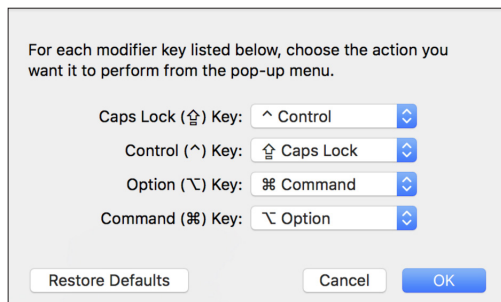 For each modifier key listed below, choose the action you
want it to perform from the pop-up menu.
Caps Lock (⇪) Key: ^ Control
Control (^) Key: ⇪ Caps Lock
Option (⌥) Key: ⌘ Command
Command (⌘) Key: ⌥ Option
Restore Defaults Cancel OK